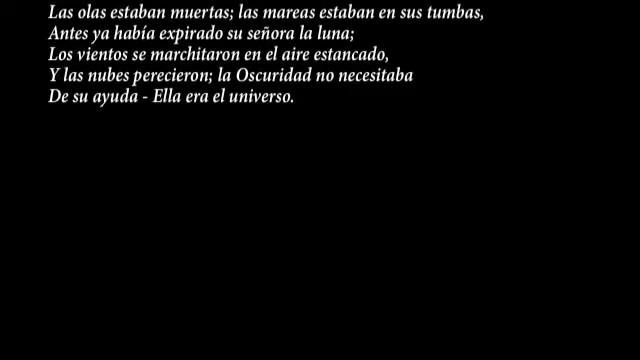 Las olas estaban muertas; las mareas estaban en sus tumbas,
Antes ya había expirado su señora la luna;
Los vientos se marchitaron en el aire estancado,
Y las nubes perecieron; la Oscuridad no necesitaba
De su ayuda - Ella era el universo.